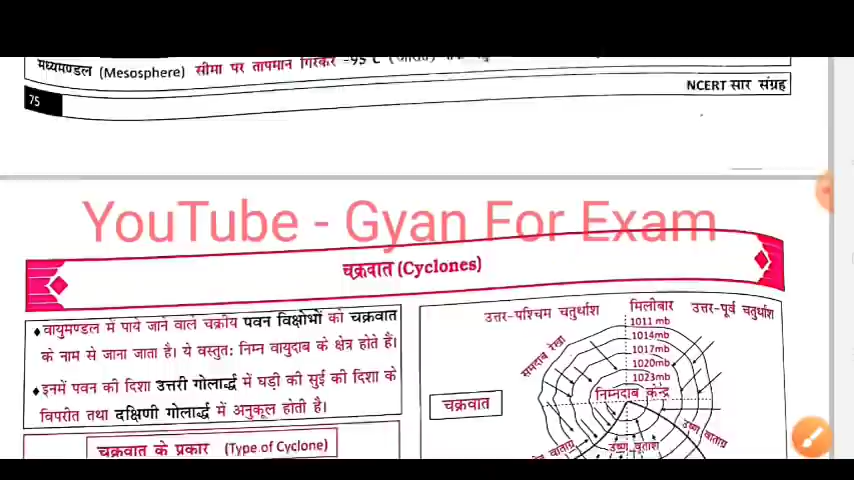 मध्यमण्डल (Mesosphere) सीमा पर तापमान गिरकर -95°C
75
NCERT सार संग्रह
YouTube - Gyan For Exam
चक्रवात (Cyclones)
♦वायुमण्डल में पाये जाने वाले चक्रीय पवन विक्षोभों को चक्रवात
के नाम से जाना जाता है। ये वस्तुत: निम्न वायुदाब के क्षेत्र होते हैं।
♦इनमें पवन की दिशा उत्तरी गोलार्द्ध में घड़ी की सुई की दिशा के
विपरीत तथा दक्षिणी गोलार्द्ध में अनुकूल होती है।
चक्रवात के प्रकार (Type of Cyclone)
उत्तर-पश्चिम चतुर्थांश
मिलीबार
उत्तर-पूर्व चतुर्थांश
1011 mb
1014mb
1017mb
1020mb
1023mb
समदाब रेखा
निम्नदाब केन्द्र
चक्रवात
उष्ण वाताग्र
उष्ण वृतांश
वाताग्र